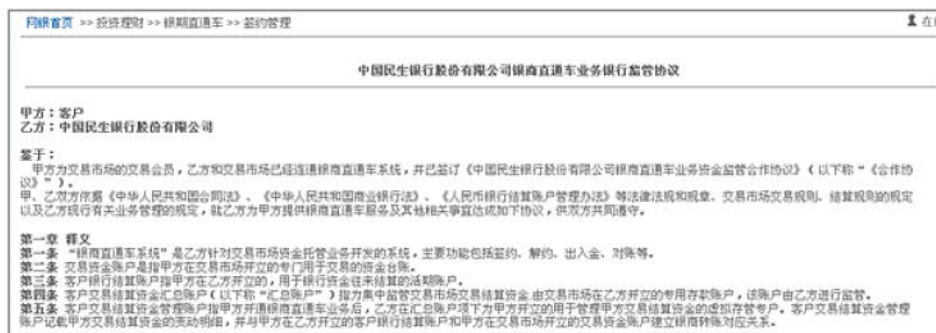 网银首页 >> 投资理财 >> 银期直通车 >> 签约管理
在
中国民生银行股份有限公司银商直通车业务银行监管协议
甲方：客户
乙方：中国民生银行股份有限公司
鉴于：
甲方为交易市场的交易会员，乙方和交易市场已经连通银商直通车系统，并已签订《中国民生银行股份有限公司银商直通车业务资金监管合作协议》（以下称“《合作协
议》”）。
甲、乙双方依据《中华人民共和国合同法》、《中华人民共和国商业银行法》、《人民币银行结算账户管理办法》等法律法规和规章、交易市场交易规则、结算规则的规定
以及乙方现行有关业务管理的规定，就乙方为甲方提供银商直通车服务及其他相关事宜达成如下协议，供双方共同遵守。
第一章 释义
第一条 “银商直通车系统”是乙方针对交易市场资金托管业务开发的系统，主要功能包括签约、解约、出入金、对账等。
第二条 交易资金账户是指甲方在交易市场开立的专门用于交易的资金台账。
第三条 客户银行结算账户指甲方在乙方开立的，用于银行资金往来结算的活期账户。
第四条 客户交易结算资金汇总账户（以下称“汇总账户”）指为集中监管交易市场交易结算资金,由交易市场在乙方开立的专用存款账户，该账户由乙方进行监管。
第五条 客户交易结算资金管理账户指甲方开通银商直通车业务后，乙方在汇总账户项下为甲方开立的用于管理甲方交易结算资金的虚拟存管专户。客户交易结算资金管理
账户记载甲方交易结算资金的变动明细，并与甲方在乙方开立的客户银行结算账户和甲方在交易市场开立的交易资金账户建立银商转账对应关系。